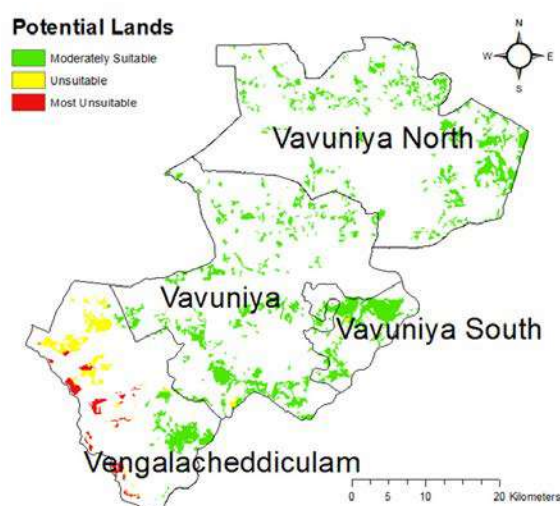 Potential Lands
Moderately Suitable
Unsuitable
Most Unsuitable
N
W
E
S
Vavuniya North
Vavuniya
Vavuniya South
Vengalacheddiculam
0 5 10 20 Kilometers